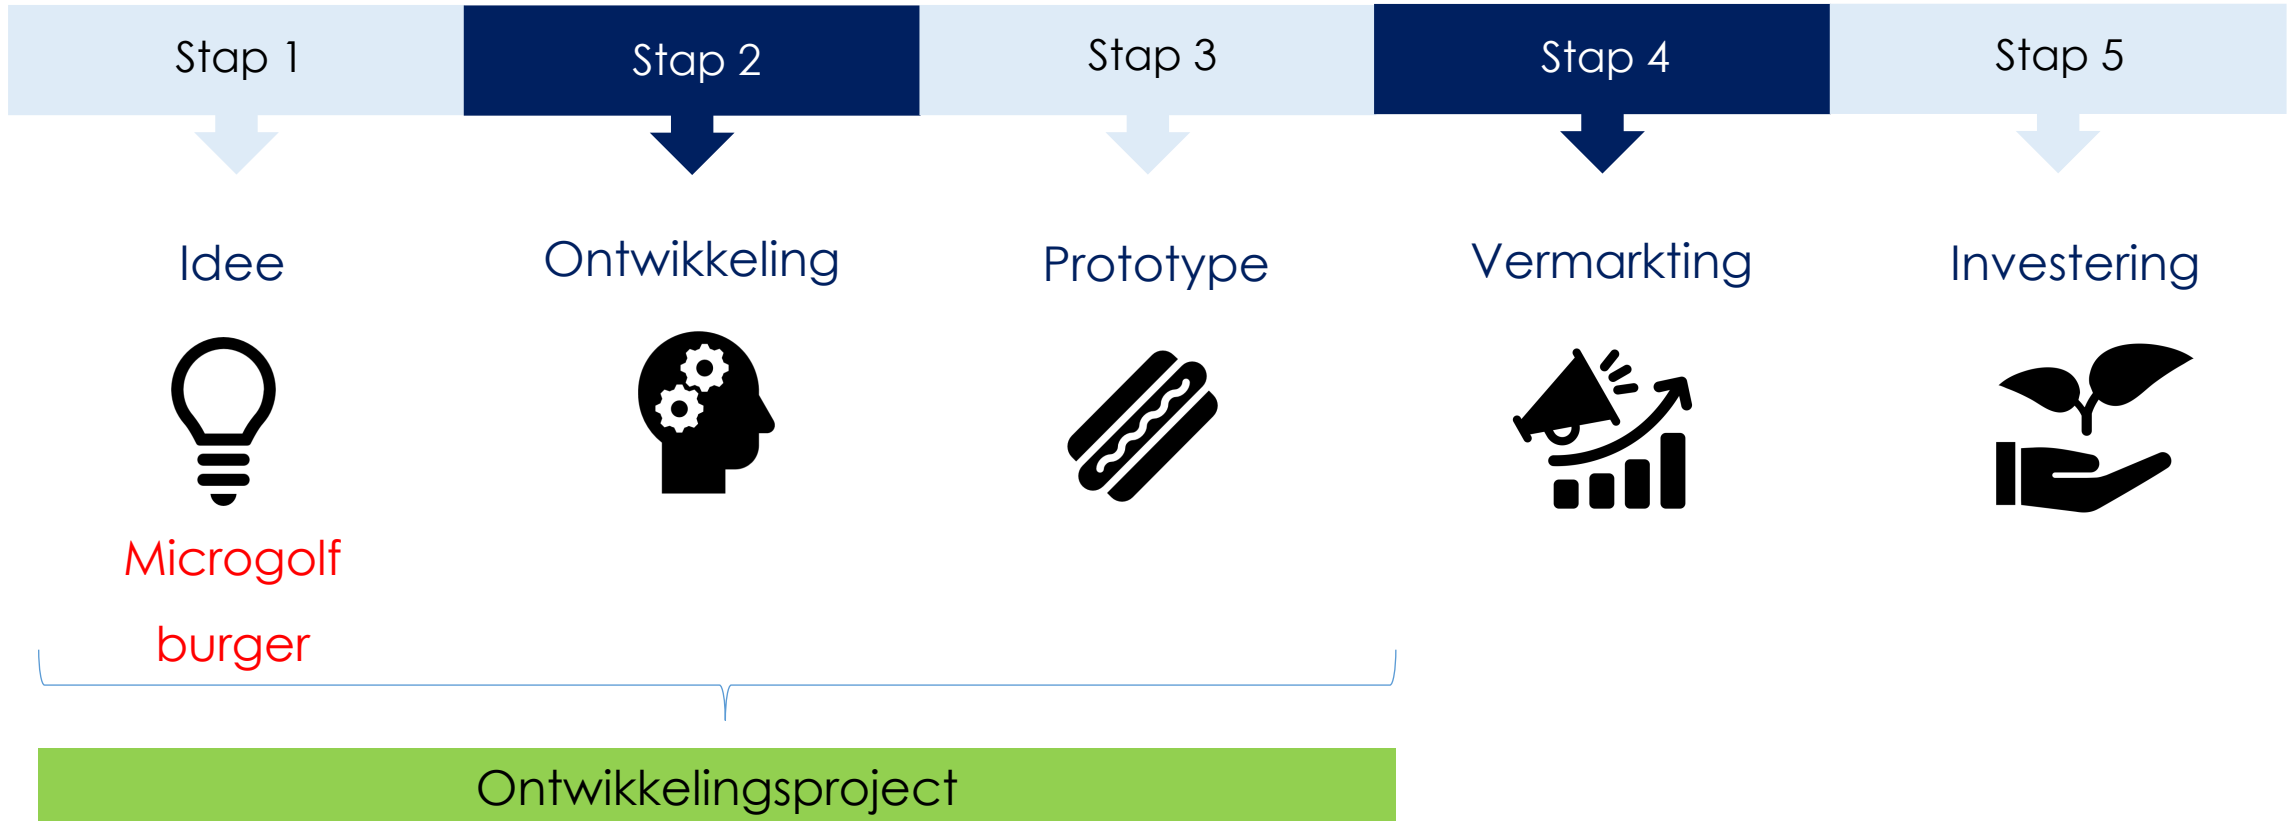 Stap 1
Stap 2
Stap 3
Stap 4
Stap 5
Idee
Ontwikkeling
Prototype
Vermarkting
Investering
Microgolf
burger
Ontwikkelingsproject